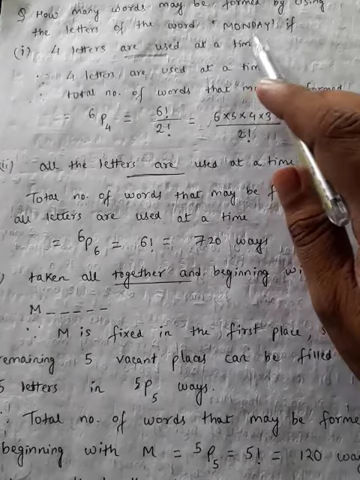 Q How many words may be formed by using
the letters of the word 'MONDAY', if
(i) 4 letters are used at a time
∵ 4 letters are used at a time
∴ total no. of words that formed
= ⁶P₄ = 6!/2! = 6×5×4×3 /2!
(ii) all the letters are used at a time
Total no. of words that may be f
all letters are used at a time
= ⁶P₆ = 6! = 720 ways
) taken all together and beginning wi
M _ _ _ _ _
∵ M is fixed in the first place,
remaining 5 vacant places can be filled
5 letters in ⁵P₅ ways.
∴ Total no. of words that may be forme
beginning with M = ⁵P₅ = 5! = 120 wa